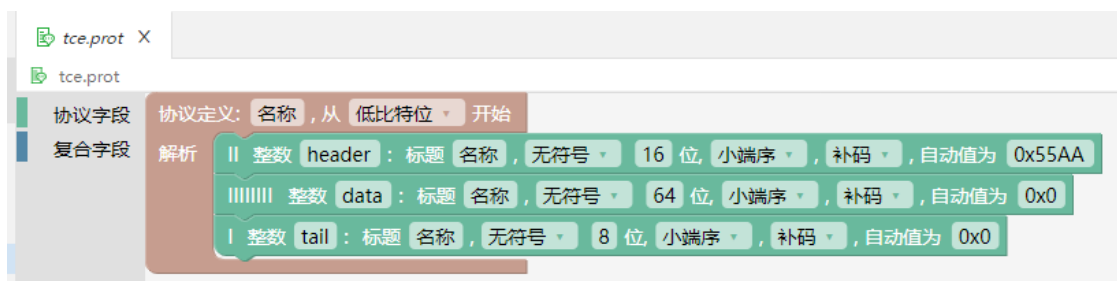 tce.prot X
tce.prot
协议字段 协议定义: 名称 , 从 低比特位 开始
复合字段 解析 II 整数 header : 标题 名称 , 无符号 16 位, 小端序 , 补码 , 自动值为 0x55AA
IIIIIIII 整数 data : 标题 名称 , 无符号 64 位, 小端序 , 补码 , 自动值为 0x0
I 整数 tail : 标题 名称 , 无符号 8 位, 小端序 , 补码 , 自动值为 0x0